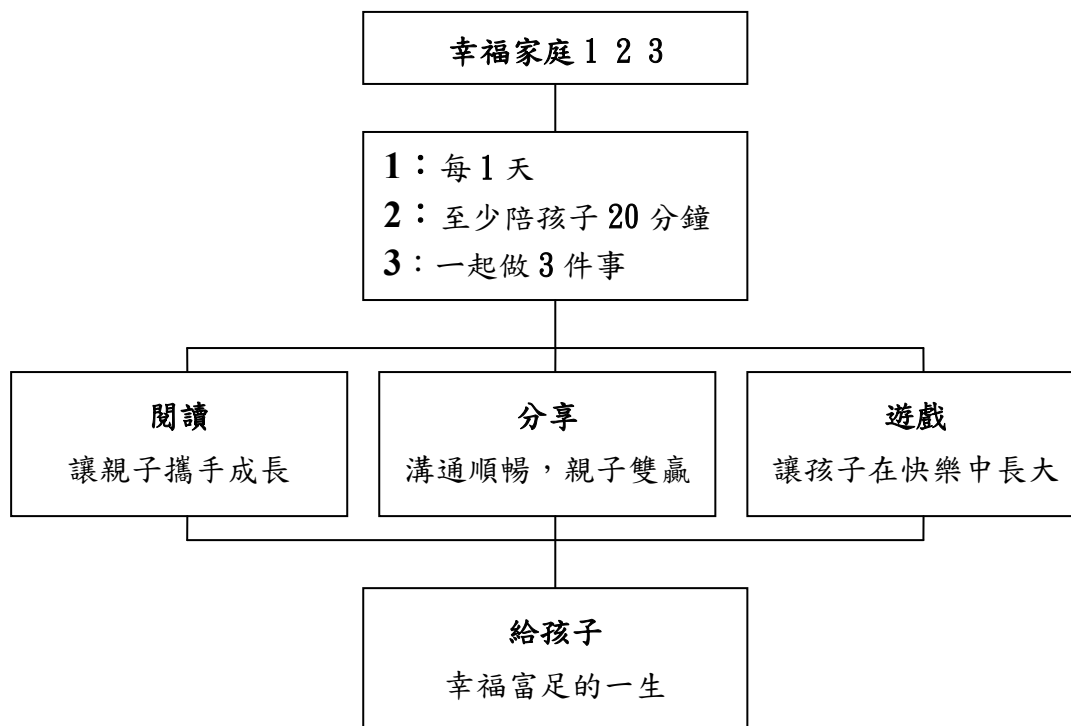 幸福家庭 1 2 3
1：每 1 天
2：至少陪孩子 20 分鐘
3：一起做 3 件事
閱讀
讓親子攜手成長
分享
溝通順暢，親子雙贏
遊戲
讓孩子在快樂中長大
給孩子
幸福富足的一生